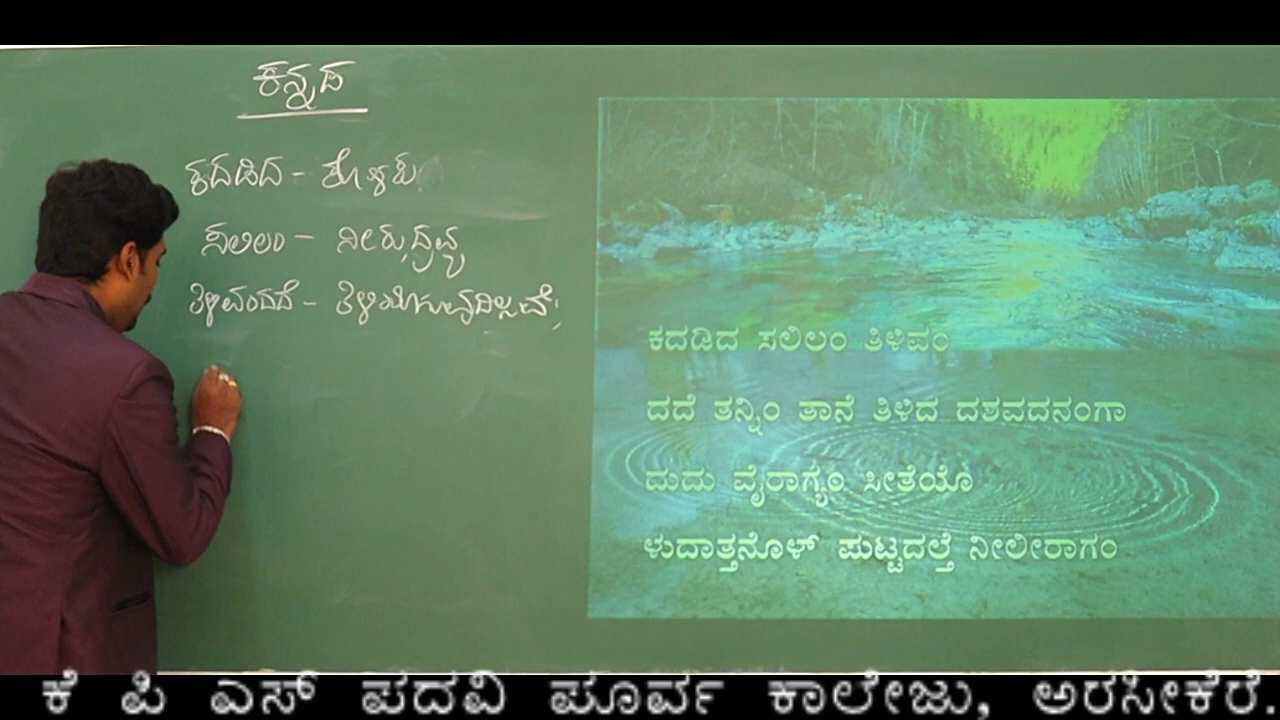 ಕನ್ನಡ
ಕದಡಿದ - ಕೊಳಕು
ಸಲಿಲಂ - ನೀರು, ದ್ರವ್ಯ
ತಿಳಿವಂದದೆ -
ಕದಡಿದ ಸಲಿಲಂ ತಿಳಿವಂ
ದದೆ ತನ್ನಿಂ ತಾನೆ ತಿಳಿದ ದಶವದನಂಗಾ
ದುದು ವೈರಾಗ್ಯಂ ಸೀತೆಯೊ
ಳುದಾತ್ತನೊಳ್ ಪುಟ್ಟದಲ್ತೆ ನೀಲೀರಾಗಂ
ಕೆ ಪಿ ಎಸ್ ಪದವಿ ಪೂರ್ವ ಕಾಲೇಜು, ಅರಸೀಕೆರೆ.